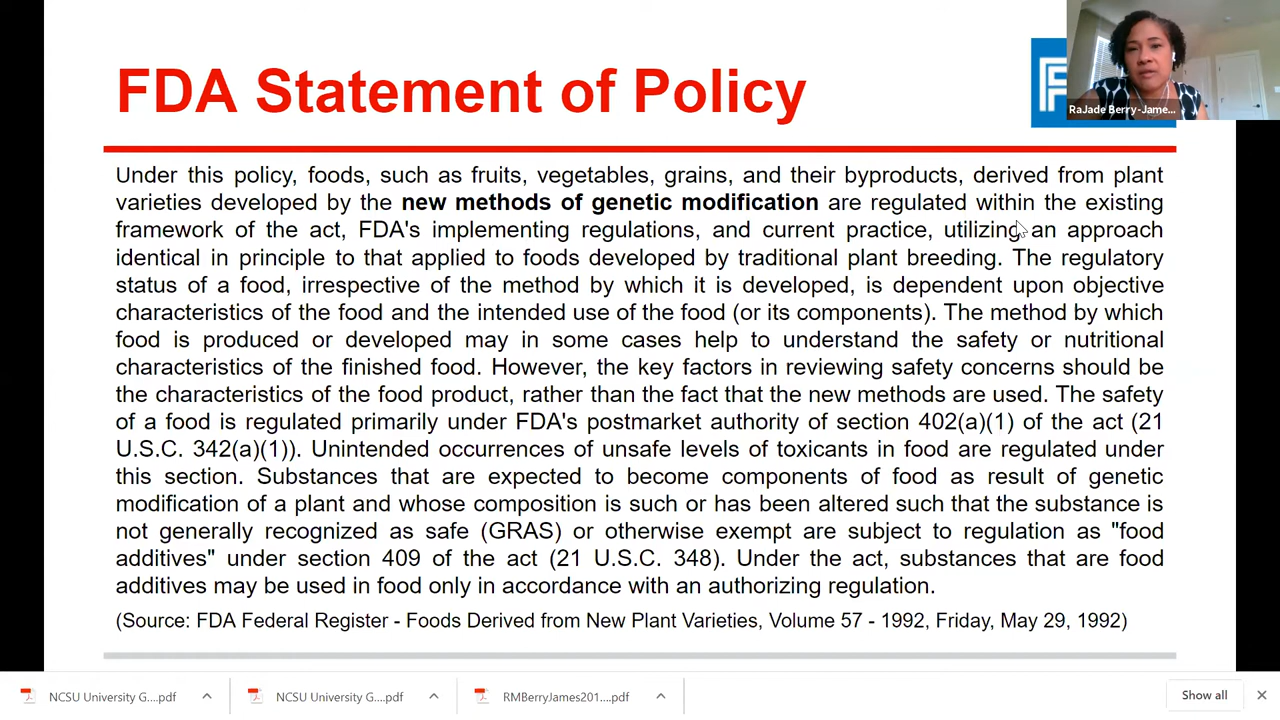 FDA Statement of Policy
F
RaJade Berry-Jame...
Under this policy, foods, such as fruits, vegetables, grains, and their byproducts, derived from plant
varieties developed by the new methods of genetic modification are regulated within the existing
framework of the act, FDA's implementing regulations, and current practice, utilizing an approach
identical in principle to that applied to foods developed by traditional plant breeding. The regulatory
status of a food, irrespective of the method by which it is developed, is dependent upon objective
characteristics of the food and the intended use of the food (or its components). The method by which
food is produced or developed may in some cases help to understand the safety or nutritional
characteristics of the finished food. However, the key factors in reviewing safety concerns should be
the characteristics of the food product, rather than the fact that the new methods are used. The safety
of a food is regulated primarily under FDA's postmarket authority of section 402(a)(1) of the act (21
U.S.C. 342(a)(1)). Unintended occurrences of unsafe levels of toxicants in food are regulated under
this section. Substances that are expected to become components of food as result of genetic
modification of a plant and whose composition is such or has been altered such that the substance is
not generally recognized as safe (GRAS) or otherwise exempt are subject to regulation as "food
additives" under section 409 of the act (21 U.S.C. 348). Under the act, substances that are food
additives may be used in food only in accordance with an authorizing regulation.
(Source: FDA Federal Register - Foods Derived from New Plant Varieties, Volume 57 - 1992, Friday, May 29, 1992)
NCSU University G....pdf
NCSU University G....pdf
RMBerryJames201....pdf
Show all